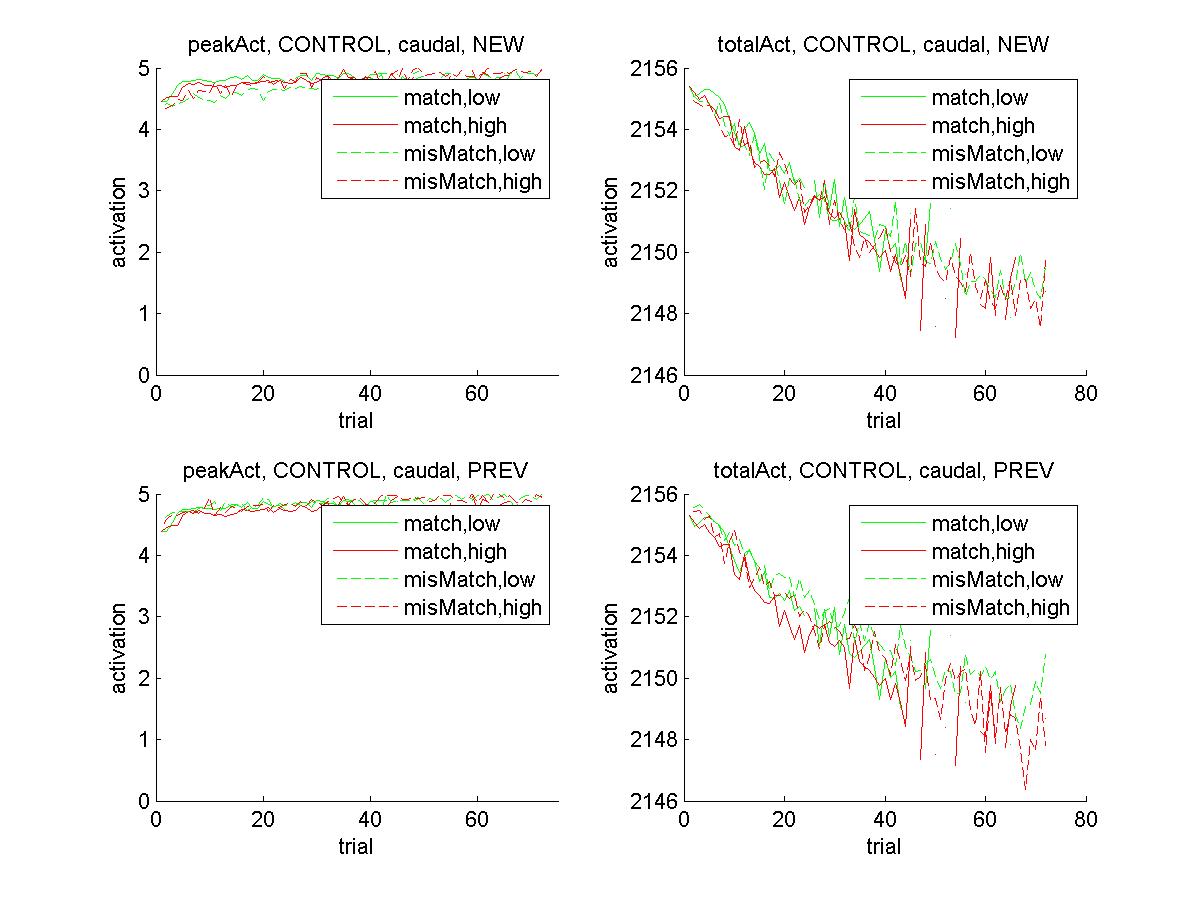 peakAct, CONTROL, caudal, NEW
5
4
3
2
1
0
activation
0 20 40 60
trial
match,low
match,high
misMatch,low
misMatch,high
totalAct, CONTROL, caudal, NEW
2156
2154
2152
2150
2148
2146
activation
0 20 40 60 80
trial
match,low
match,high
misMatch,low
misMatch,high
peakAct, CONTROL, caudal, PREV
5
4
3
2
1
0
activation
0 20 40 60
trial
match,low
match,high
misMatch,low
misMatch,high
totalAct, CONTROL, caudal, PREV
2156
2154
2152
2150
2148
2146
activation
0 20 40 60 80
trial
match,low
match,high
misMatch,low
misMatch,high